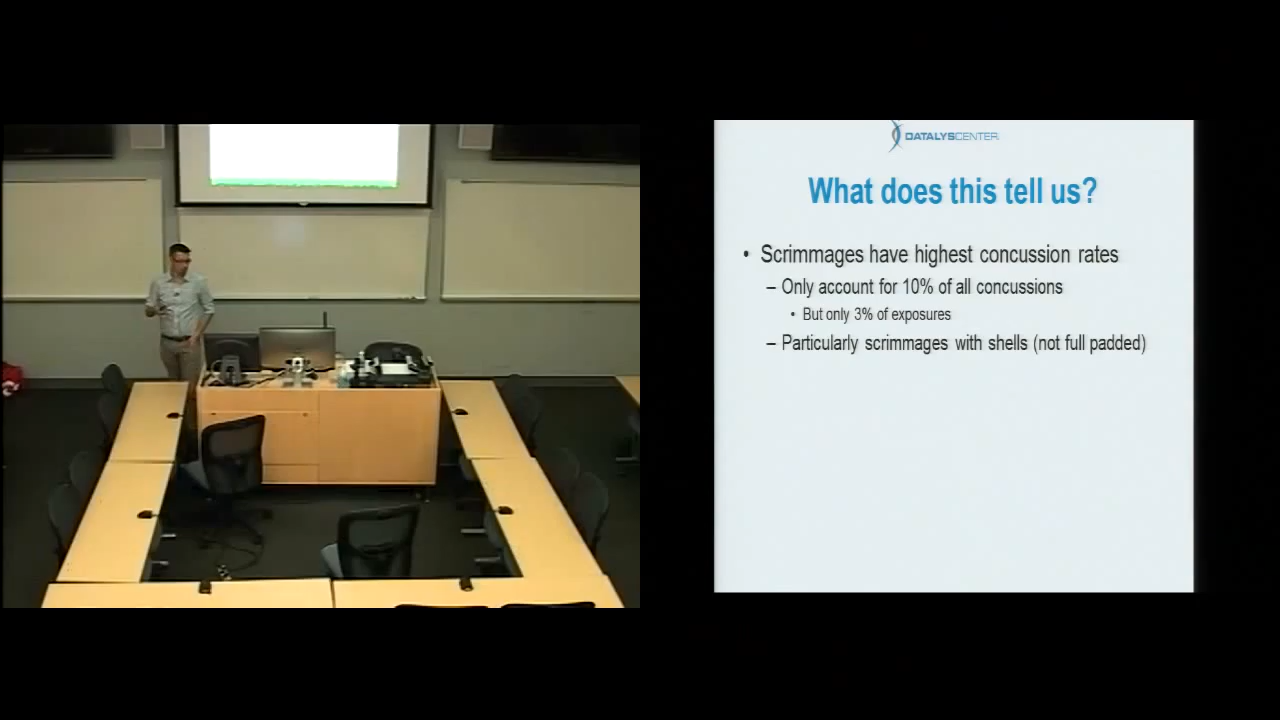 DATALYSCENTER
What does this tell us?
• Scrimmages have highest concussion rates
– Only account for 10% of all concussions
• But only 3% of exposures
– Particularly scrimmages with shells (not full padded)